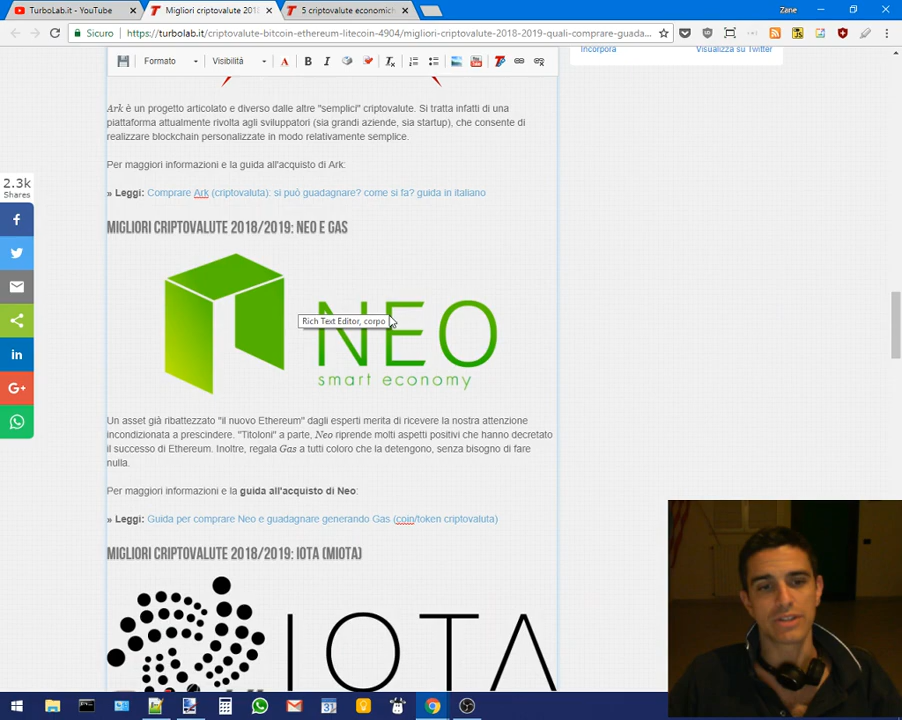 TurboLab.it - YouTube
Migliori criptovalute 201
5 criptovalute economich
Zane
Sicuro
https://turbolab.it/criptovalute-bitcoin-ethereum-litecoin-4904/migliori-criptovalute-2018-2019-quali-comprare-guada...
Incorpora
Visualizza su Twitter
Formato
Visibilità
Ark è un progetto articolato e diverso dalle altre "semplici" criptovalute. Si tratta infatti di una
piattaforma attualmente rivolta agli sviluppatori (sia grandi aziende, sia startup), che consente di
realizzare blockchain personalizzate in modo relativamente semplice.
Per maggiori informazioni e la guida all'acquisto di Ark:
» Leggi: Comprare Ark (criptovaluta): si può guadagnare? come si fa? guida in italiano
2.3k
Shares
MIGLIORI CRIPTOVALUTE 2018/2019: NEO E GAS
NEO
smart economy
Rich Text Editor, corpo
Un asset già ribattezzato "il nuovo Ethereum" dagli esperti merita di ricevere la nostra attenzione
incondizionata a prescindere. "Titoloni" a parte, Neo riprende molti aspetti positivi che hanno decretato
il successo di Ethereum. Inoltre, regala Gas a tutti coloro che la detengono, senza bisogno di fare
nulla.
Per maggiori informazioni e la guida all'acquisto di Neo:
» Leggi: Guida per comprare Neo e guadagnare generando Gas (coin/token criptovaluta)
MIGLIORI CRIPTOVALUTE 2018/2019: IOTA (MIOTA)
IOTA